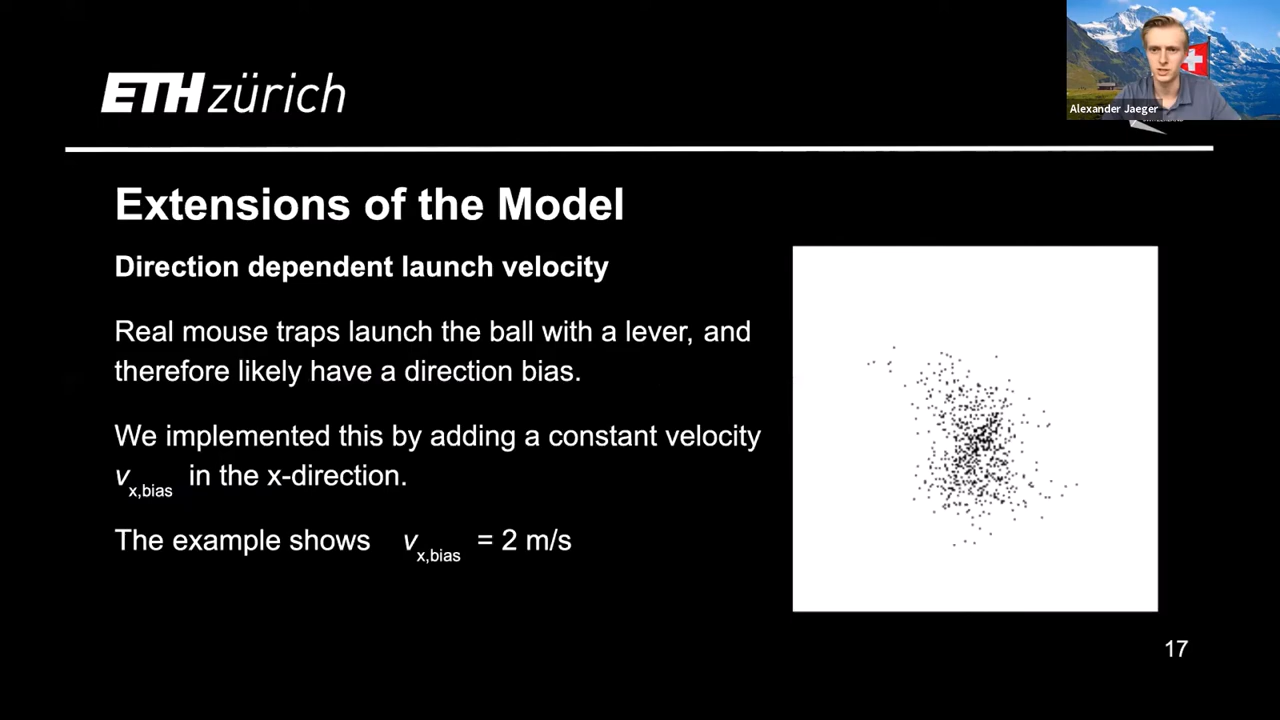 Alexander Jaeger
ETH zürich
Extensions of the Model
Direction dependent launch velocity
Real mouse traps launch the ball with a lever, and
therefore likely have a direction bias.
We implemented this by adding a constant velocity
v x,bias in the x-direction.
The example shows v x,bias = 2 m/s
17